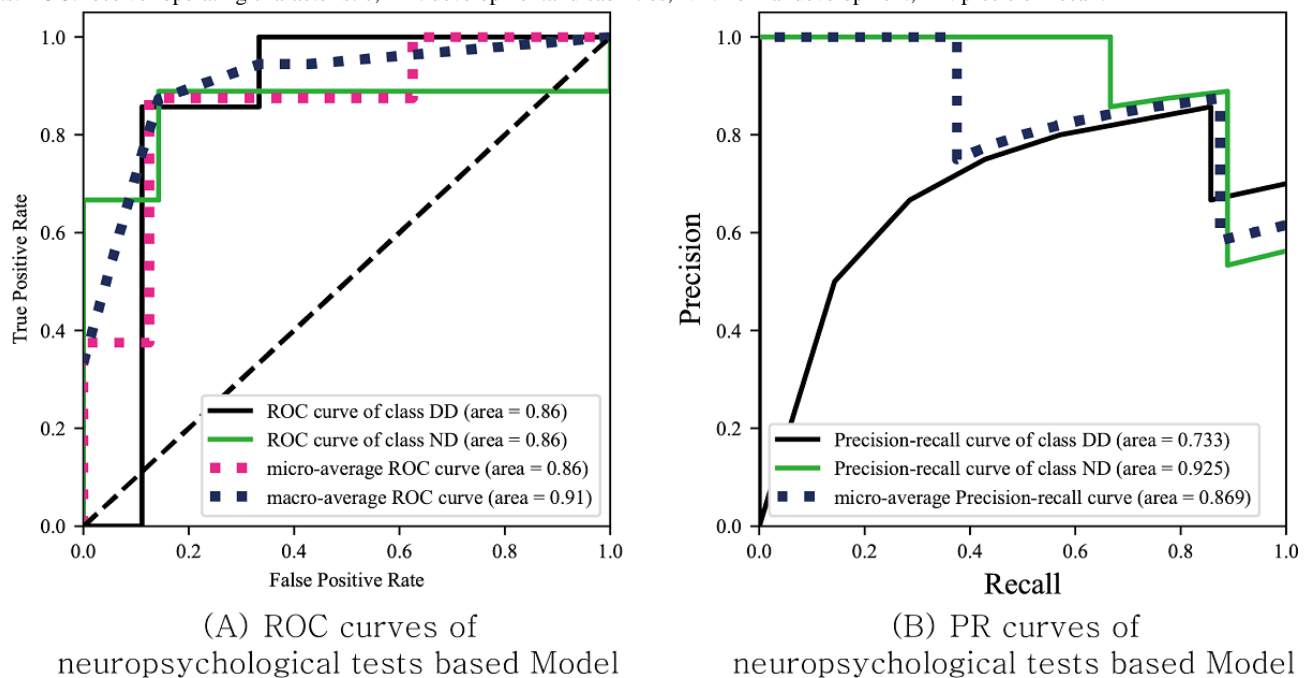 1.0
0.8
0.6
0.4
0.2
0.0
True Positive Rate
ROC curve of class DD (area = 0.86)
ROC curve of class ND (area = 0.86)
micro-average ROC curve (area = 0.86)
macro-average ROC curve (area = 0.91)
0.0 0.2 0.4 0.6 0.8 1.0
False Positive Rate
(A) ROC curves of
neuropsychological tests based Model
1.0
0.8
0.6
0.4
0.2
0.0
Precision
Precision-recall curve of class DD (area = 0.733)
Precision-recall curve of class ND (area = 0.925)
micro-average Precision-recall curve (area = 0.869)
0.0 0.2 0.4 0.6 0.8 1.0
Recall
(B) PR curves of
neuropsychological tests based Model